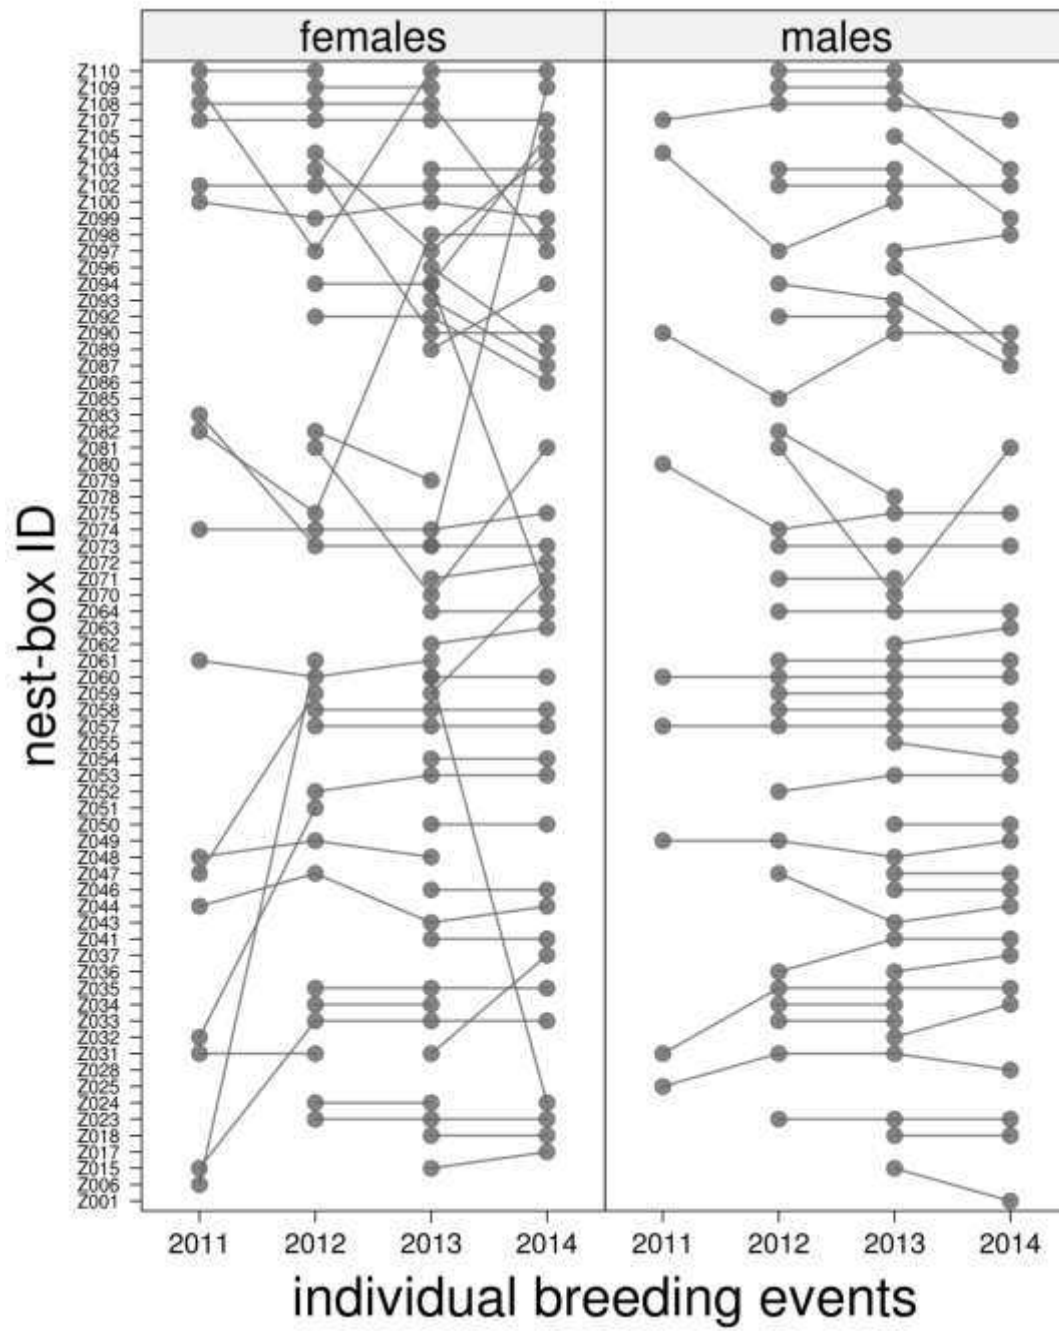 females males
Z110
Z109
Z108
Z107
Z105
Z104
Z103
Z102
Z100
Z099
Z098
Z097
Z096
Z094
Z093
Z092
Z090
Z089
Z087
Z086
Z085
Z083
Z082
Z081
Z080
Z079
Z078
Z075
Z074
Z073
Z072
Z071
Z070
Z064
Z063
Z062
Z061
Z060
Z059
Z058
Z057
Z055
Z054
Z053
Z052
Z051
Z050
Z049
Z048
Z047
Z046
Z044
Z043
Z041
Z037
Z036
Z035
Z034
Z033
Z032
Z031
Z028
Z025
Z024
Z023
Z018
Z017
Z015
Z006
Z001
nest-box ID
2011 2012 2013 2014 2011 2012 2013 2014
individual breeding events